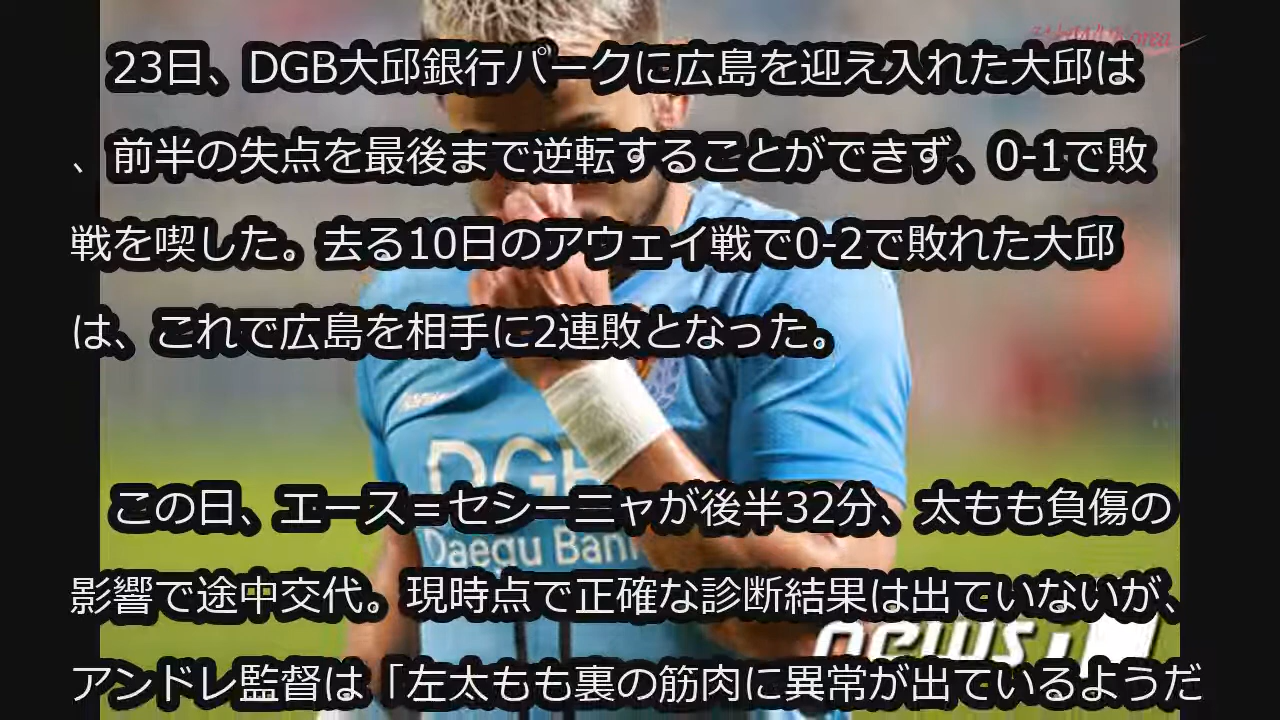 23日、DGB大邱銀行パークに広島を迎え入れた大邱は
、前半の失点を最後まで逆転することができず、0-1で敗
戦を喫した。去る10日のアウェイ戦で0-2で敗れた大邱
は、これで広島を相手に2連敗となった。
この日、エース＝セシーニャが後半32分、太もも負傷の
影響で途中交代。現時点で正確な診断結果は出ていないが、
アンドレ監督は「左太もも裏の筋肉に異常が出ているようだ
DGB
Daegu Bank
news1